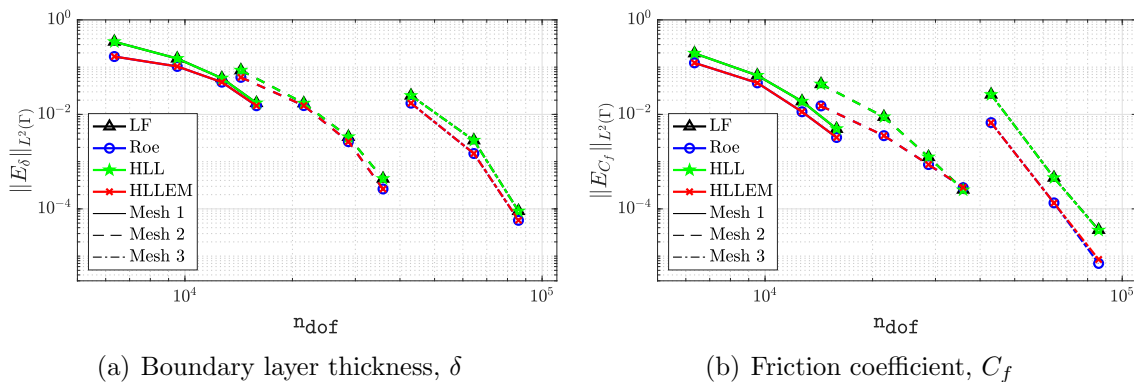 10^0
10^-2
10^-4
||E_δ||_{L^2(Γ)}
LF
Roe
HLL
HLLEM
Mesh 1
Mesh 2
Mesh 3
10^4
10^5
n_dof
(a) Boundary layer thickness, δ
10^0
10^-2
10^-4
||E_{C_f}||_{L^2(Γ)}
LF
Roe
HLL
HLLEM
Mesh 1
Mesh 2
Mesh 3
10^4
10^5
n_dof
(b) Friction coefficient, C_f